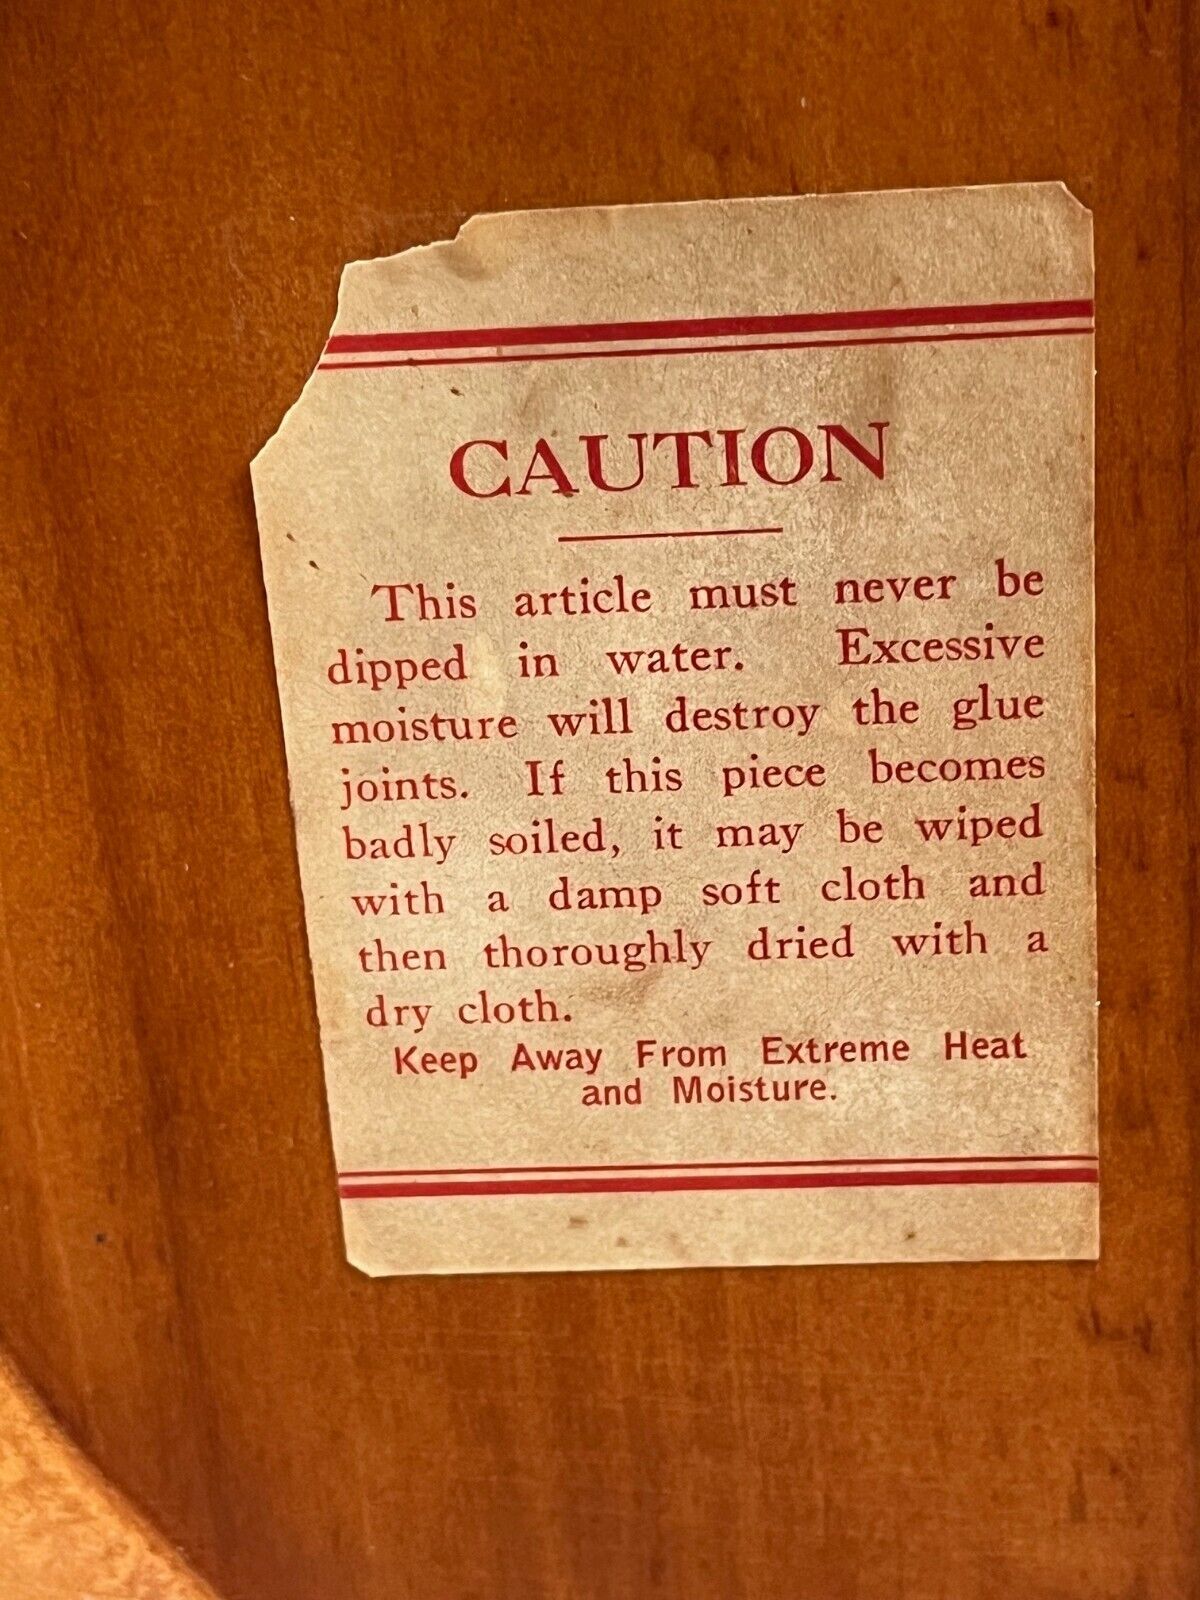 CAUTION
This article must never be
dipped in water. Excessive
moisture will destroy the glue
joints. If this piece becomes
badly soiled, it may be wiped
with a damp soft cloth and
then thoroughly dried with a
dry cloth.
Keep Away From Extreme Heat
and Moisture.